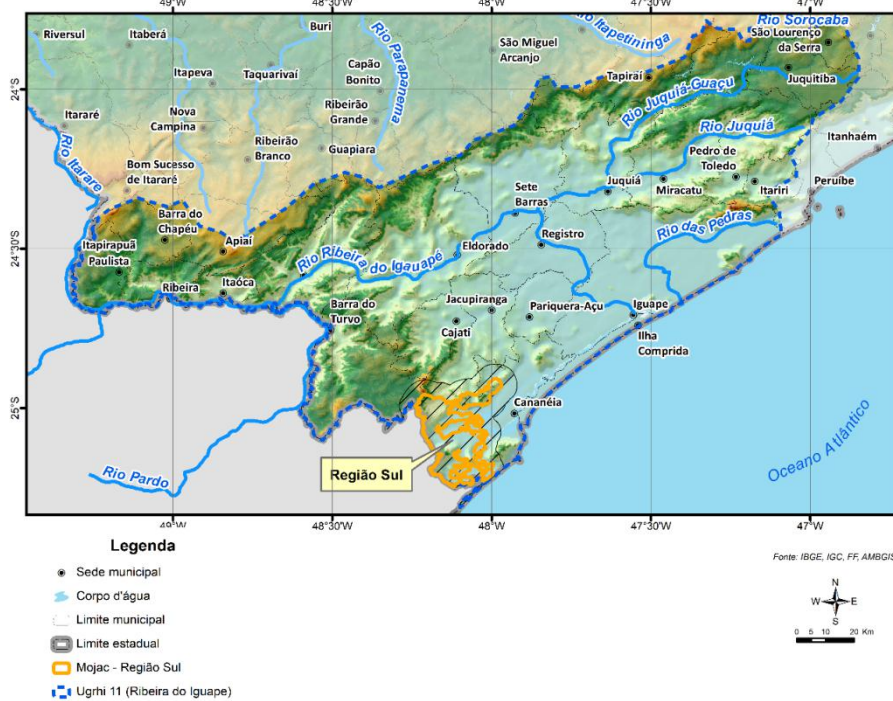 49°W
48°30'W
48°W
47°30'W
47°W
Riversul
Itaberá
Buri
Rio Parapanema
Rio Itapetininga
Rio Sorocaba
São Lourenço
da Serra
São Miguel
Arcanjo
Itapeva
Taquarivaí
Capão
Bonito
Tapiraí
Juquitiba
24°S
Itararé
Nova
Campina
Ribeirão
Grande
Rio Juquiá-Guaçu
Rio Juquiá
Itanhaém
Rio Itarare
Ribeirão
Branco
Guapiara
Bom Sucesso
de Itararé
Pedro de
Toledo
Peruíbe
Sete
Barras
Juquiá
Miracatu
Itariri
Barra do
Chapéu
Apiaí
Registro
Rio das Pedras
24°30'S
Itapirapuã
Paulista
Eldorado
Rio Ribeira do Igauapé
Ribeira
Itaóca
Barra do
Turvo
Jacupiranga
Pariquera-Açu
Iguape
Cajati
Ilha
Comprida
25°S
Cananéia
Região Sul
Rio Pardo
Oceano Atlântico
49°W
48°30'W
48°W
47°30'W
47°W
Legenda
Sede municipal
Corpo d'água
Limite municipal
Limite estadual
Mojac - Região Sul
Ugrhi 11 (Ribeira do Iguape)
Fonte: IBGE, IGC, FF, AMBGIS
N
W E
S
0 5 10 20 Km